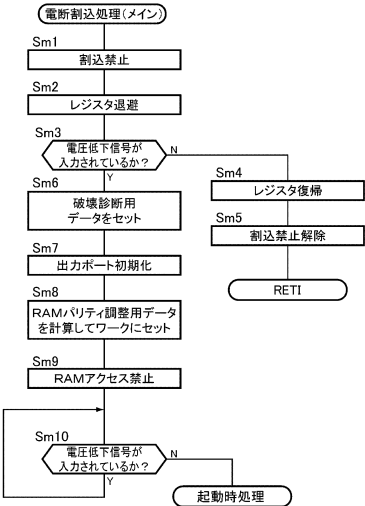 電断割込処理(メイン)
Sm1
割込禁止
Sm2
レジスタ退避
Sm3
電圧低下信号が
入力されているか?
N
Y
Sm4
レジスタ復帰
Sm5
割込禁止解除
RETI
Sm6
破壊診断用
データをセット
Sm7
出力ポート初期化
Sm8
RAMパリティ調整用データ
を計算してワークにセット
Sm9
RAMアクセス禁止
Sm10
電圧低下信号が
入力されているか?
N
Y
起動時処理